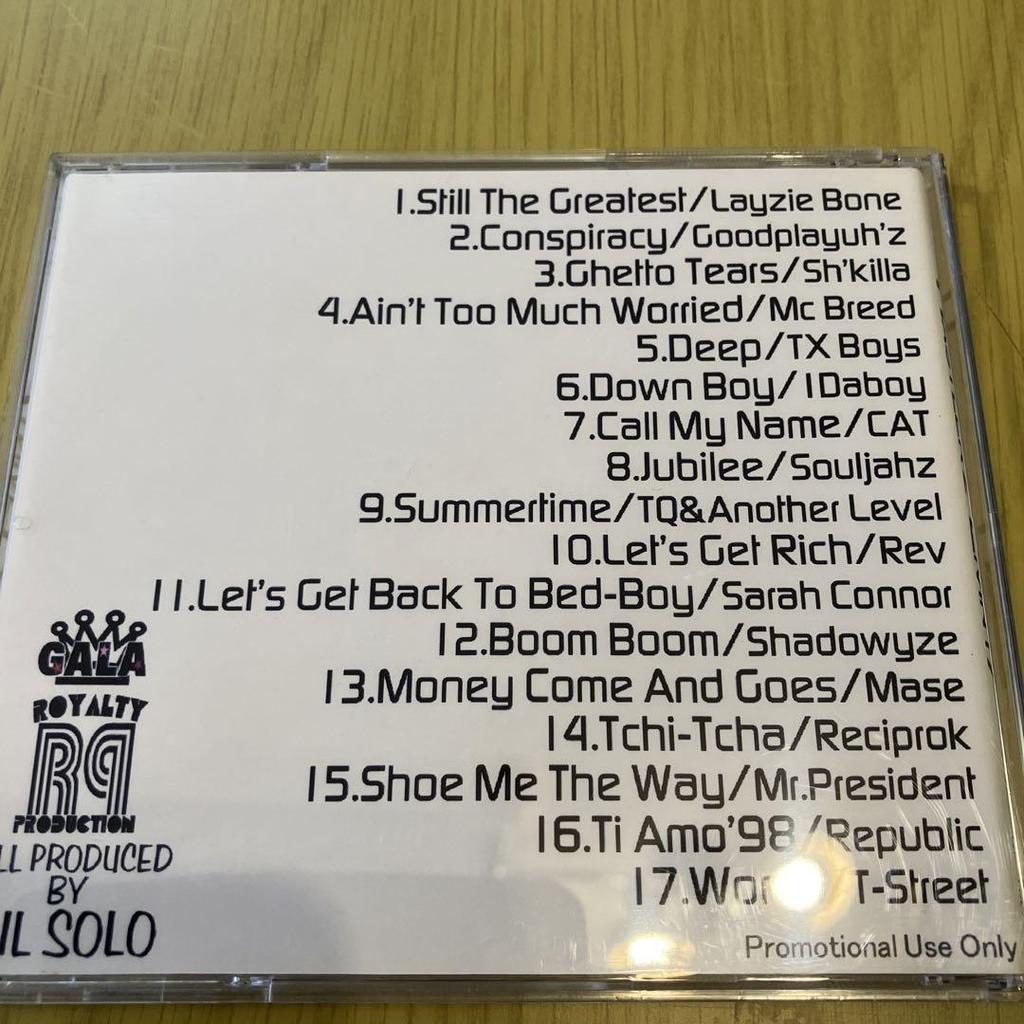 1.Still The Greatest/Layzie Bone
2.Conspiracy/Goodplayuh'z
3.Ghetto Tears/Sh'killa
4.Ain't Too Much Worried/Mc Breed
5.Deep/TX Boys
6.Down Boy/1Daboy
7.Call My Name/CAT
8.Jubilee/Souljahz
9.Summertime/TQ&Another Level
10.Let's Get Rich/Rev
11.Let's Get Back To Bed-Boy/Sarah Connor
12.Boom Boom/Shadowyze
13.Money Come And Goes/Mase
14.Tchi-Tcha/Reciprok
15.Shoe Me The Way/Mr.President
16.Ti Amo'98/Republic
17. /T-Street
Promotional Use Only
GALA
ROYALTY
RP
PRODUCTION
PRODUCED
BY
SOLO